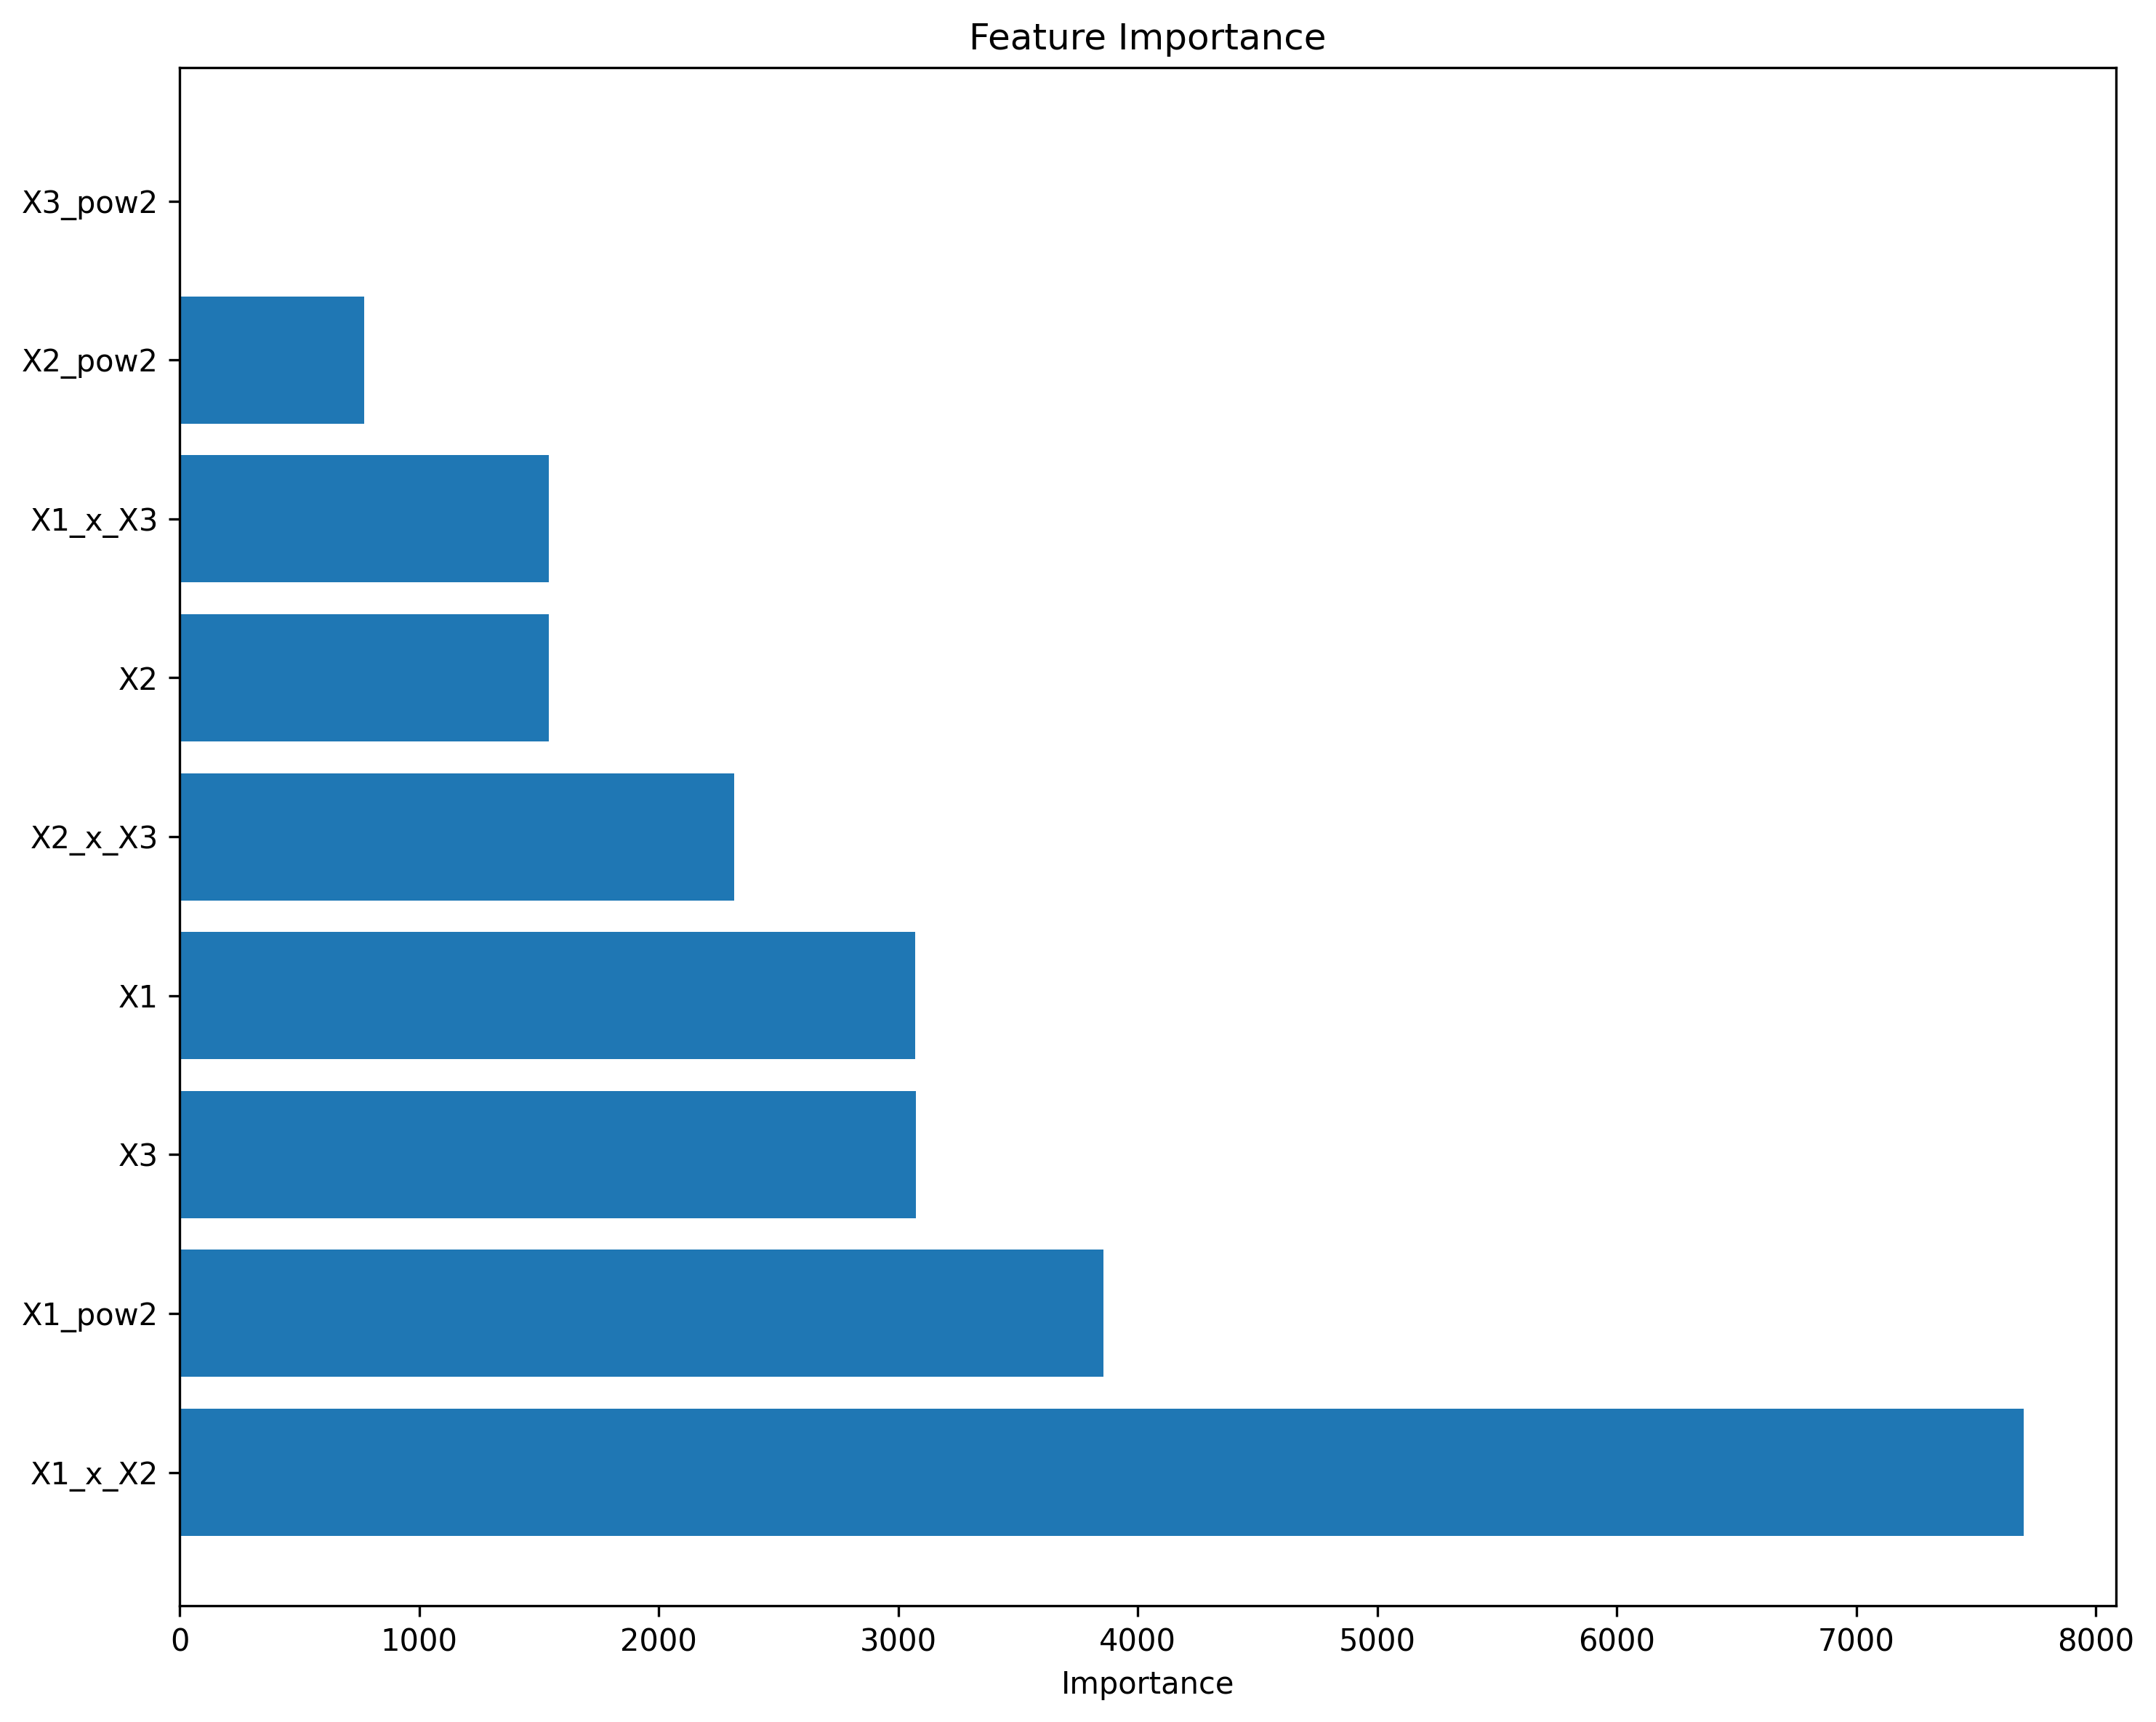 Feature Importance
X3_pow2
X2_pow2
X1_x_X3
X2
X2_x_X3
X1
X3
X1_pow2
X1_x_X2
0 1000 2000 3000 4000 5000 6000 7000 8000
Importance